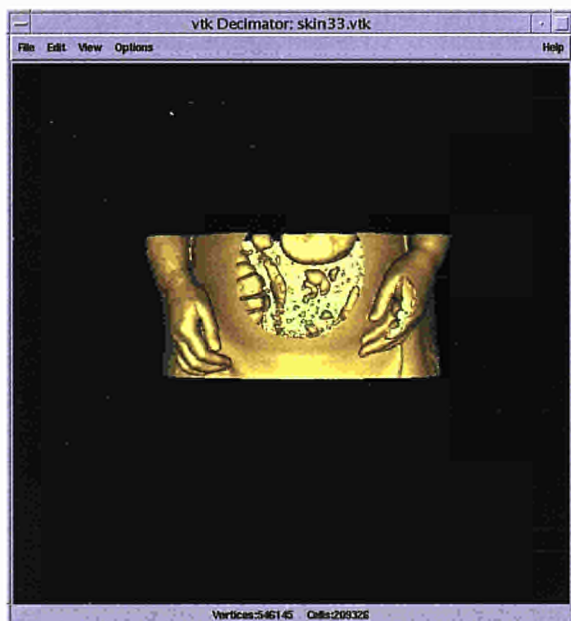 vtk Decimator: skin33.vtk
File Edit View Options Help
Vertices:546145 Cells:209326